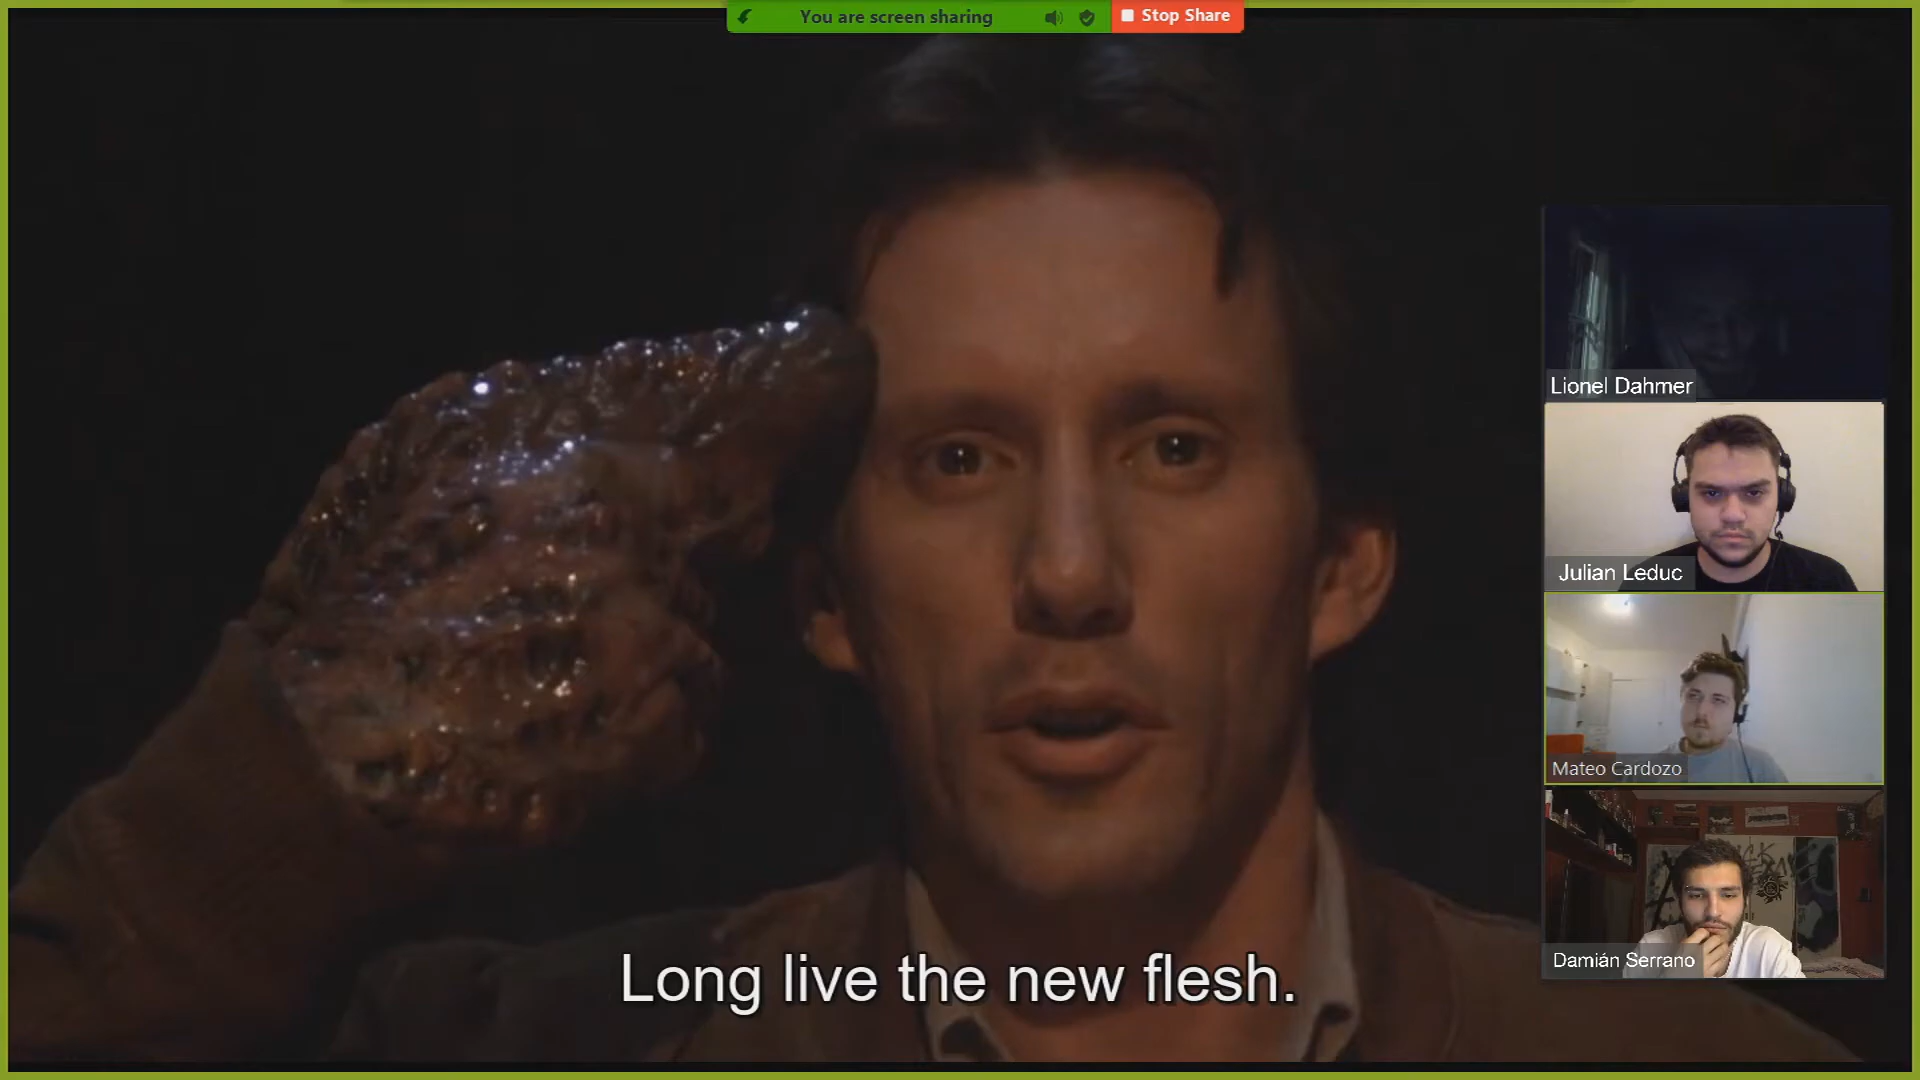 You are screen sharing
Stop Share
Lionel Dahmer
Julian Leduc
Mateo Cardozo
Damián Serrano
Long live the new flesh.